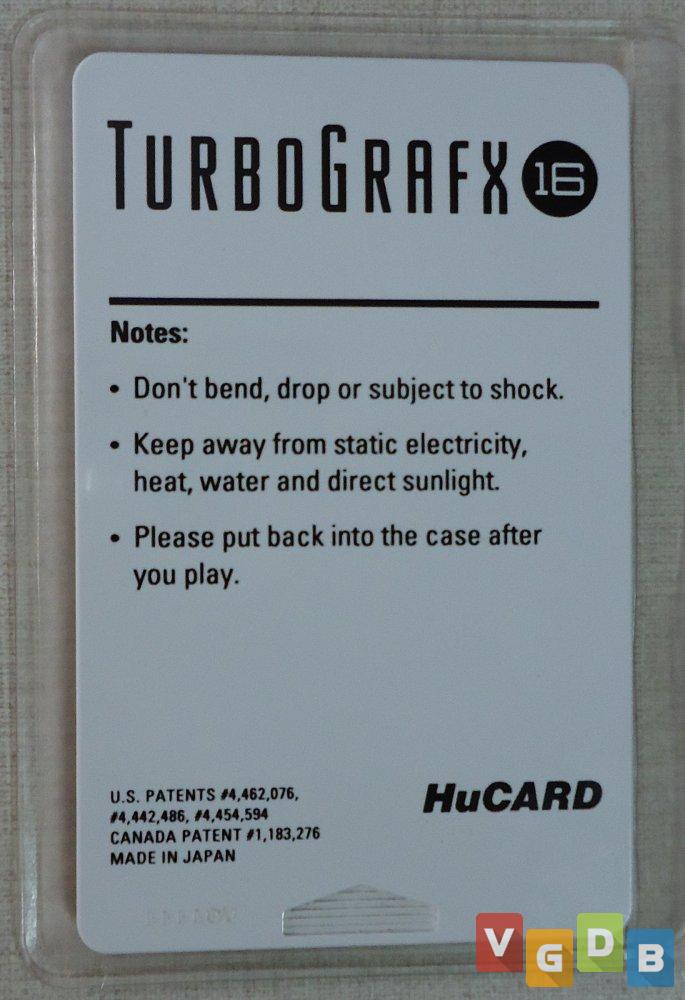 TURBOGRAFX 16
Notes:
• Don't bend, drop or subject to shock.
• Keep away from static electricity,
heat, water and direct sunlight.
• Please put back into the case after
you play.
U.S. PATENTS #4,462,076,
#4,442,486, #4,454,594
CANADA PATENT #1,183,276
MADE IN JAPAN
HuCARD
VGDB